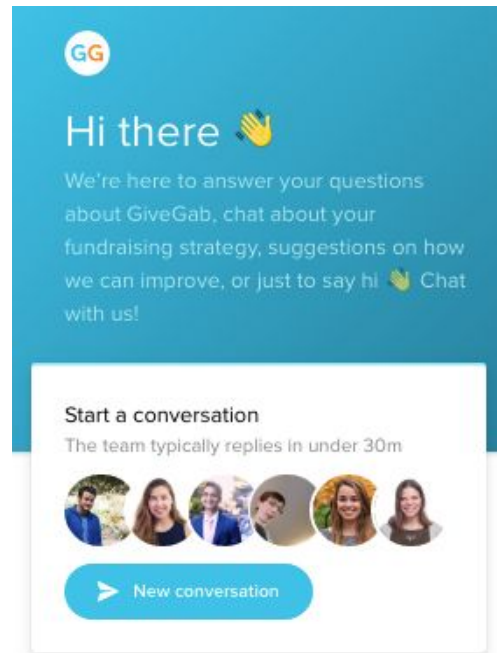 GG
Hi there 👋
We're here to answer your questions
about GiveGab, chat about your
fundraising strategy, suggestions on how
we can improve, or just to say hi 👋 Chat
with us!
Start a conversation
The team typically replies in under 30m
New conversation